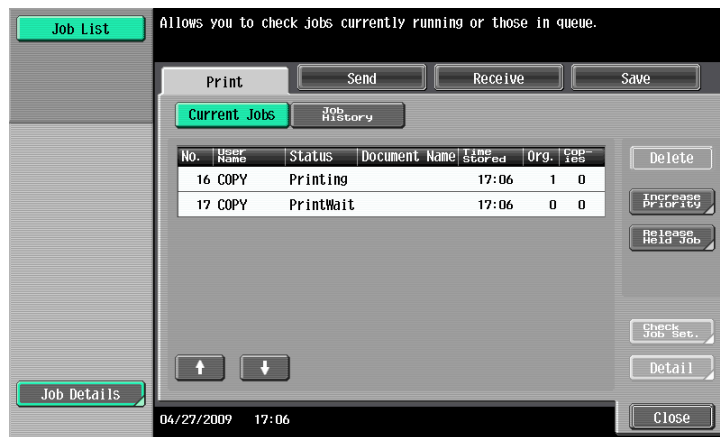 Job List
Allows you to check jobs currently running or those in queue.
Print Send Receive Save
Current Jobs Job History
No. User Name Status Document Name Time Stored Org. Cop-ies
16 COPY Printing 17:06 1 0
17 COPY PrintWait 17:06 0 0
Delete
Increase Priority
Release Held Job
Check Job Set.
Detail
Job Details
04/27/2009 17:06
Close